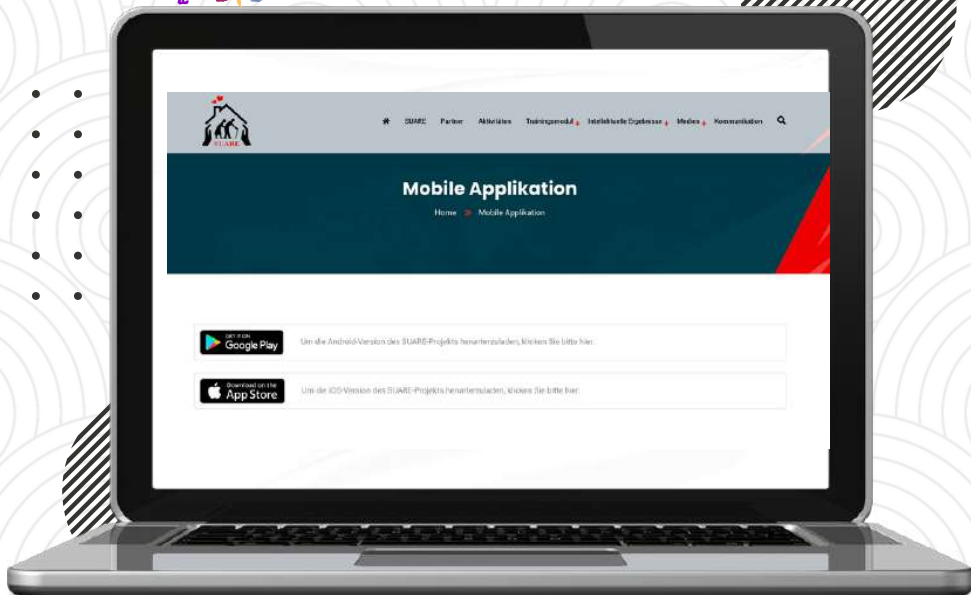 SUARE
SUARE Partner Aktivitäten Trainingsmodul Intellektuelle Ergebnisse Medien Kommunikation
Mobile Applikation
Home » Mobile Applikation
GET IT ON
Google Play
Um die Android-Version des SUARE-Projekts herunterzuladen, klicken Sie bitte hier.
Download on the
App Store
Um die iOS-Version des SUARE-Projekts herunterzuladen, klicken Sie bitte hier.